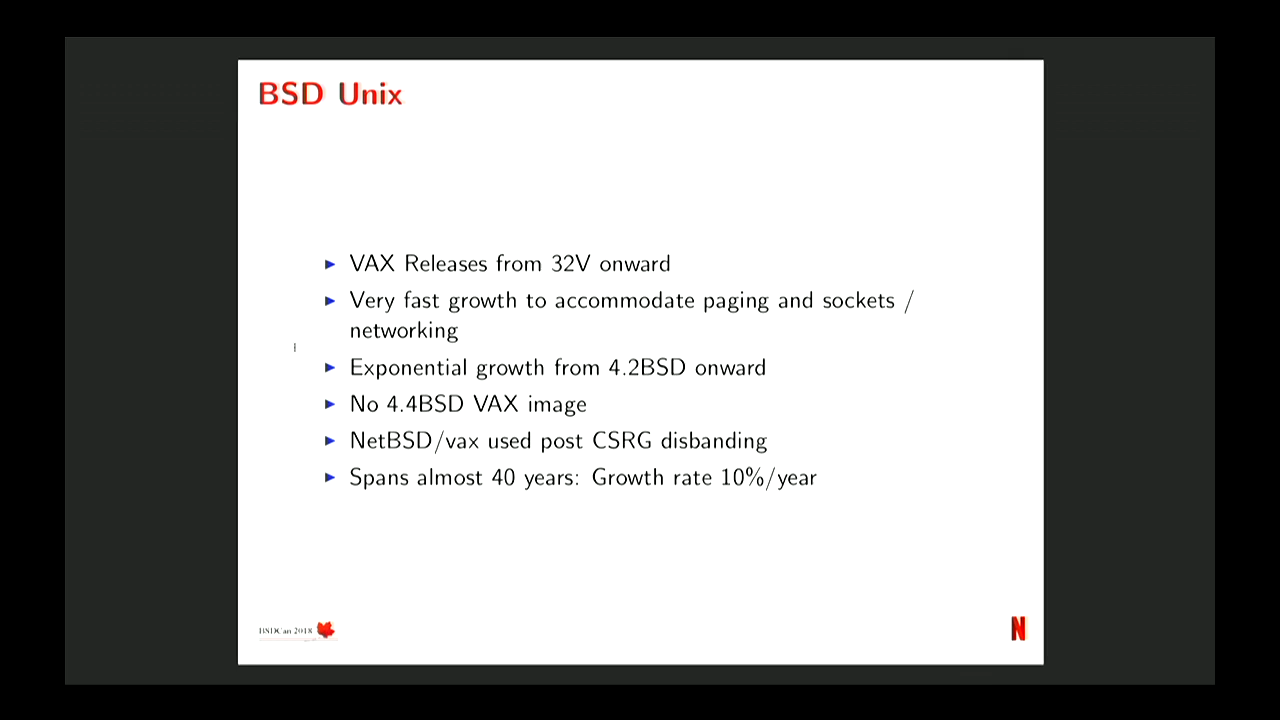 BSD Unix
VAX Releases from 32V onward
Very fast growth to accommodate paging and sockets /
networking
Exponential growth from 4.2BSD onward
No 4.4BSD VAX image
NetBSD/vax used post CSRG disbanding
Spans almost 40 years: Growth rate 10%/year
BSDCan 2018
N